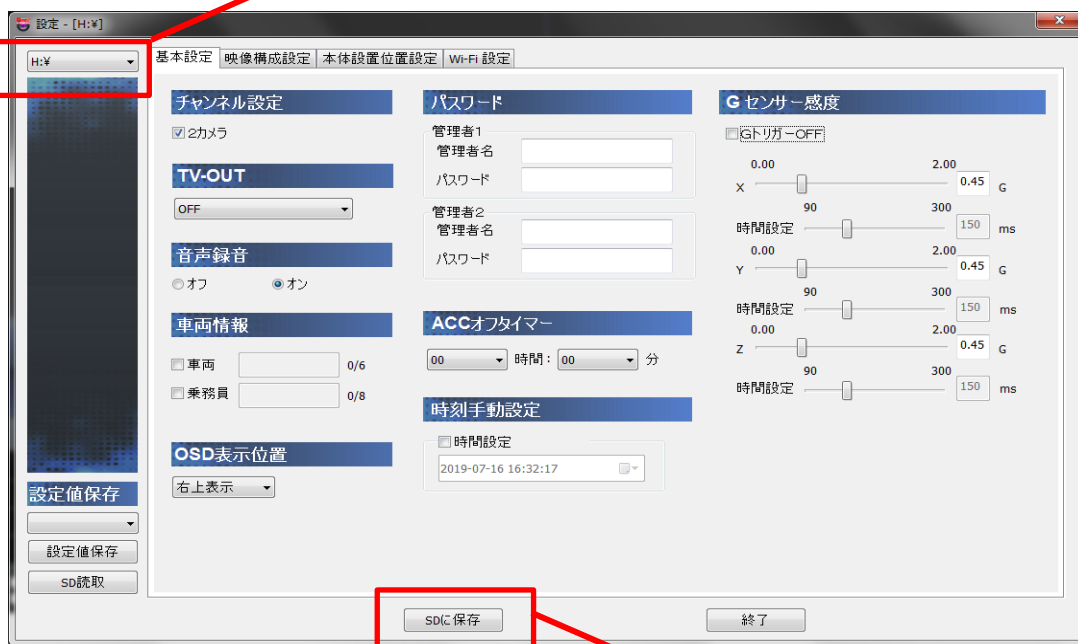 設定 - [H:¥]
H:¥
基本設定 映像構成設定 本体設置位置設定 Wi-Fi 設定
チャンネル設定
2カメラ
TV-OUT
OFF
音声録音
オフ オン
車両情報
車両 0/6
乗務員 0/8
OSD表示位置
右上表示
パスワード
管理者1
管理者名
パスワード
管理者2
管理者名
パスワード
ACCオフタイマー
00 時間: 00 分
時刻手動設定
時間設定
2019-07-16 16:32:17
Gセンサー感度
GトリガーOFF
0.00 2.00
X 0.45 G
90 300
時間設定 150 ms
0.00 2.00
Y 0.45 G
90 300
時間設定 150 ms
0.00 2.00
Z 0.45 G
90 300
時間設定 150 ms
設定値保存
設定値保存
SD読取
SDに保存 終了